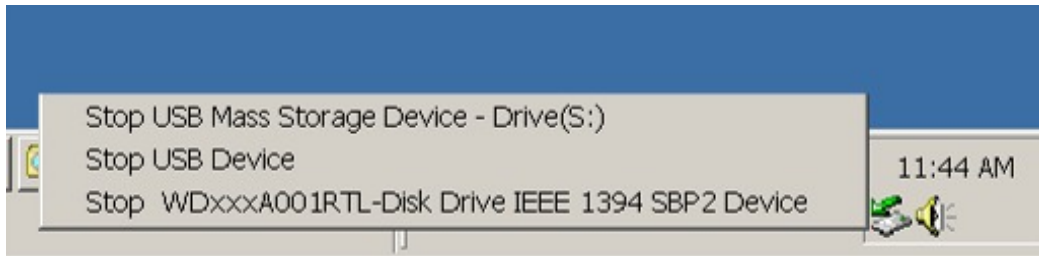 Stop USB Mass Storage Device - Drive(S:)
Stop USB Device
Stop WDxxxA001RTL-Disk Drive IEEE 1394 SBP2 Device
11:44 AM